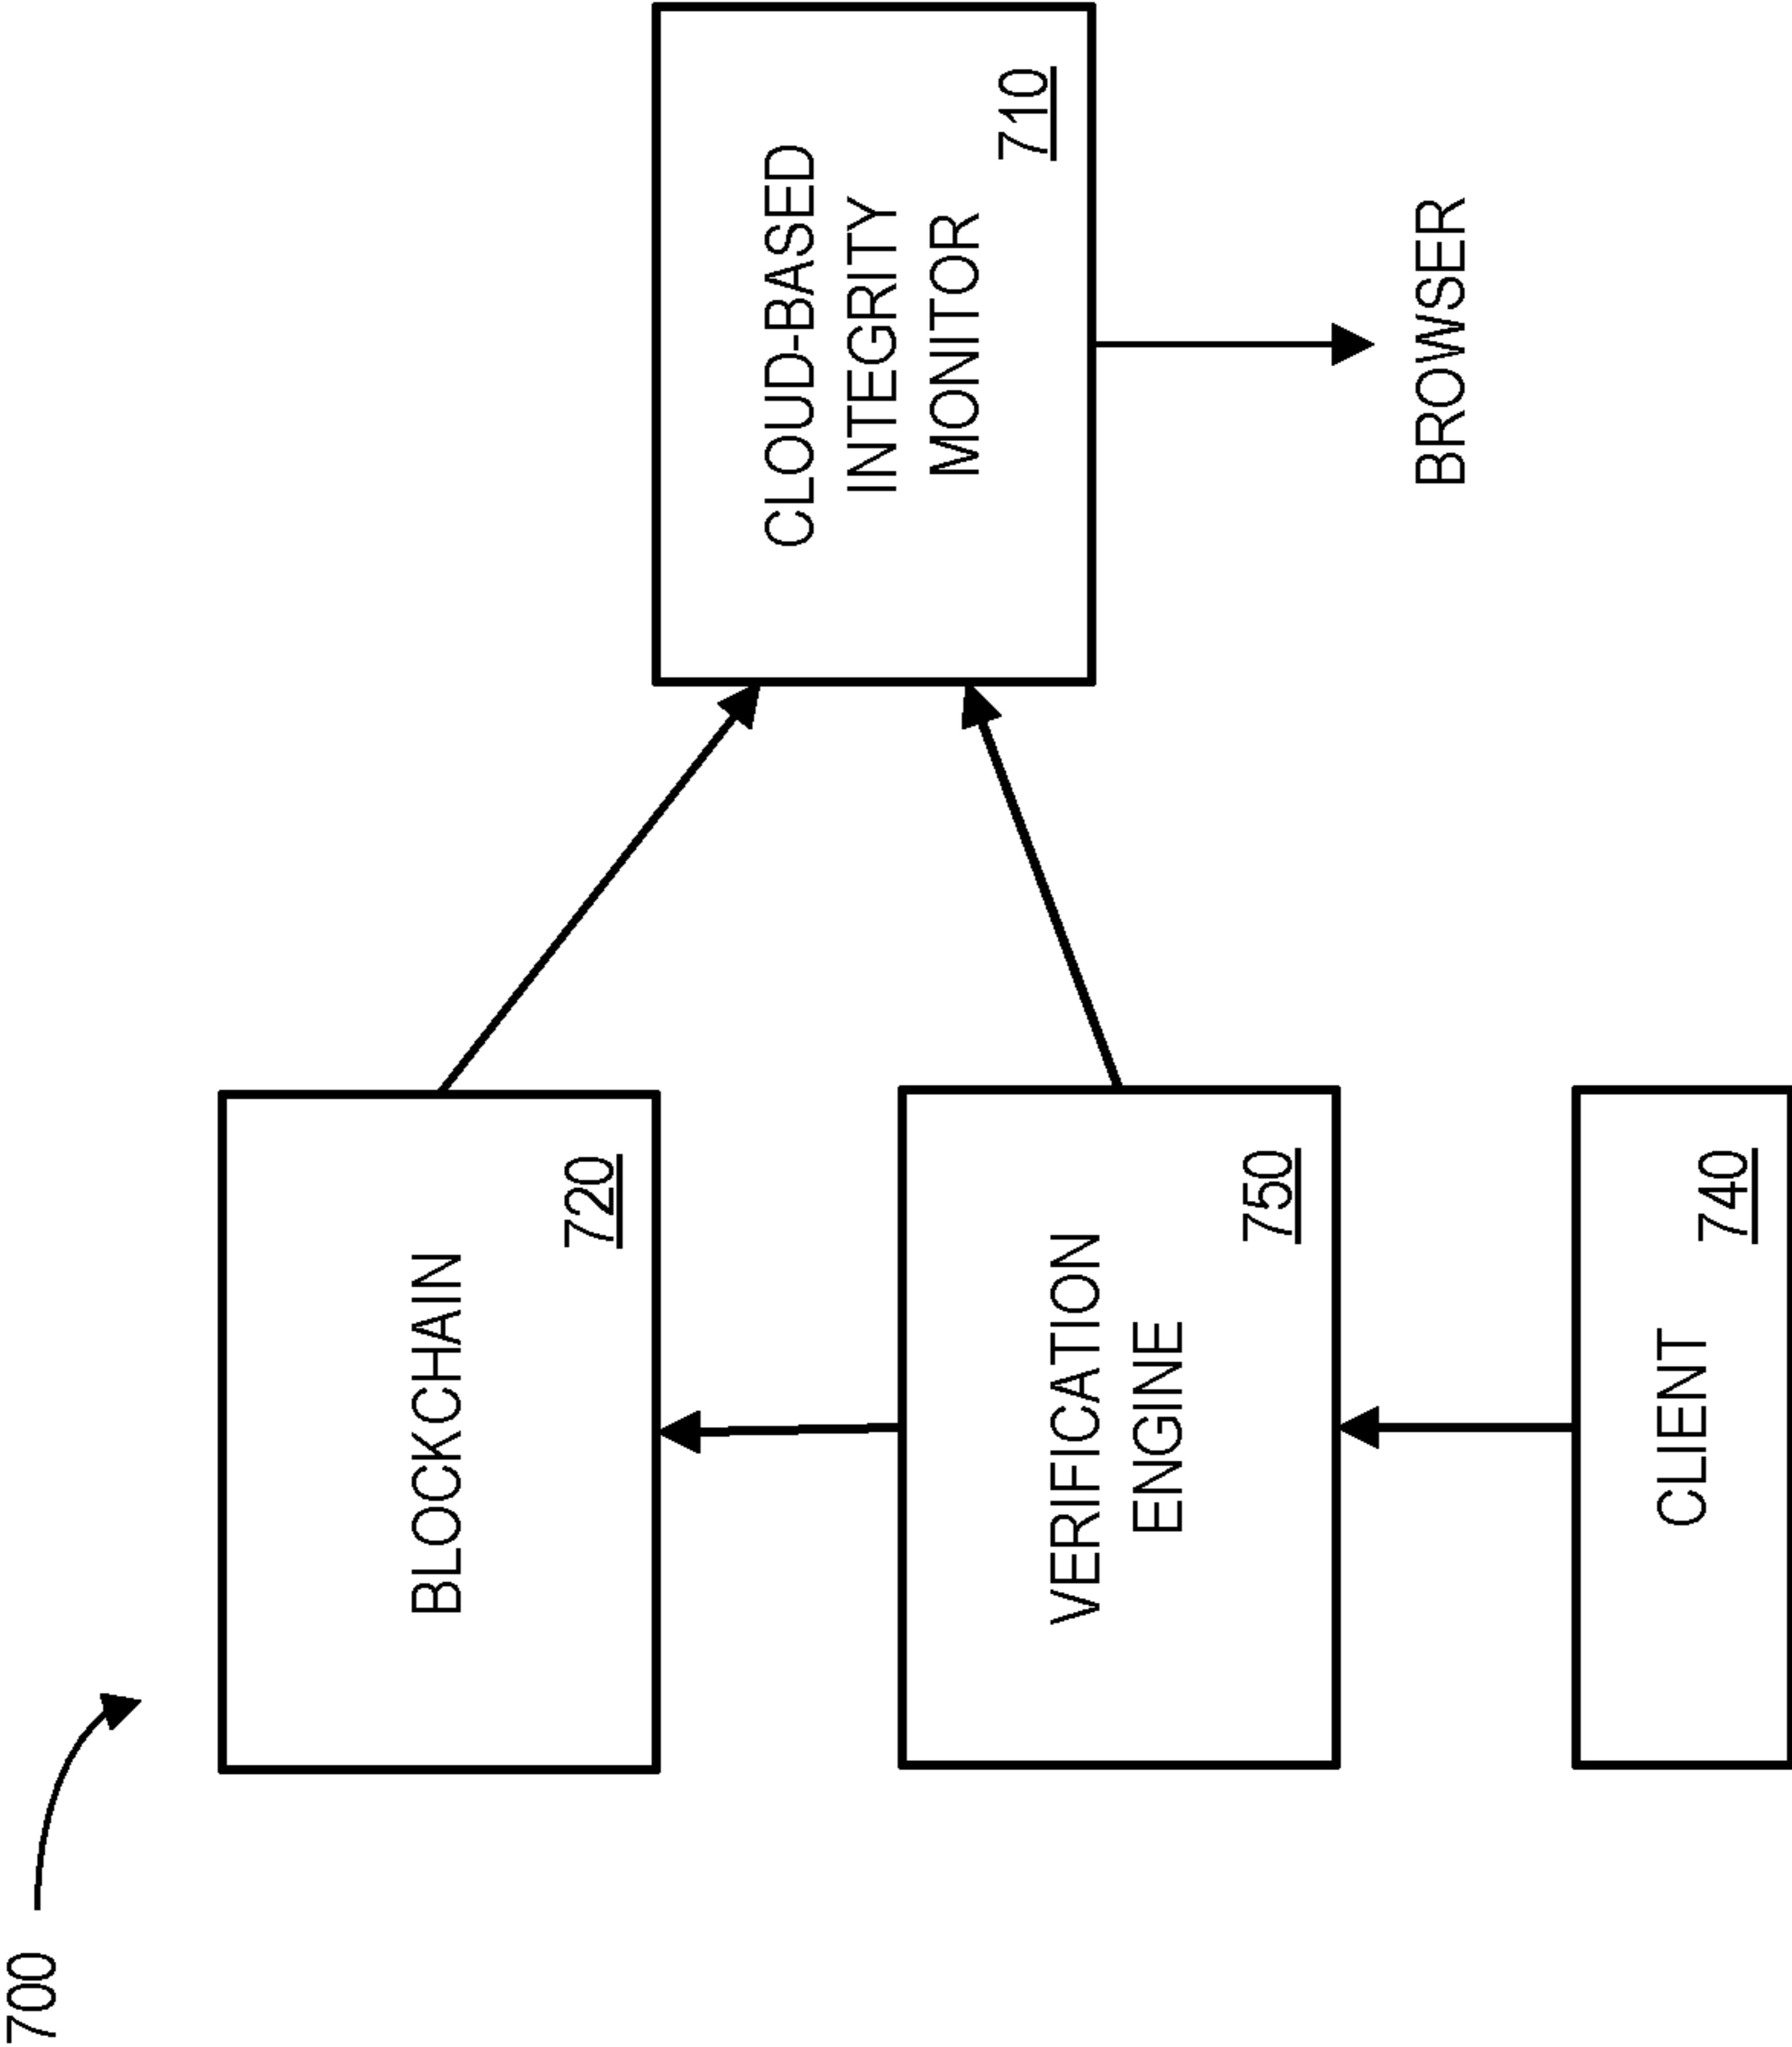 700
BLOCKCHAIN
720
CLOUD-BASED
INTEGRITY
MONITOR
710
VERIFICATION
ENGINE
750
BROWSER
CLIENT
740